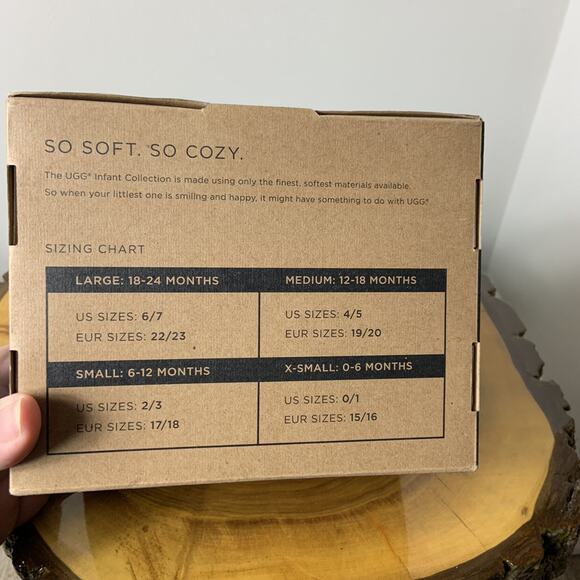 SO SOFT. SO COZY.
The UGG® Infant Collection is made using only the finest, softest materials available.
So when your littlest one is smiling and happy, it might have something to do with UGG®
SIZING CHART
LARGE: 18-24 MONTHS
US SIZES: 6/7
EUR SIZES: 22/23
MEDIUM: 12-18 MONTHS
US SIZES: 4/5
EUR SIZES: 19/20
SMALL: 6-12 MONTHS
US SIZES: 2/3
EUR SIZES: 17/18
X-SMALL: 0-6 MONTHS
US SIZES: 0/1
EUR SIZES: 15/16